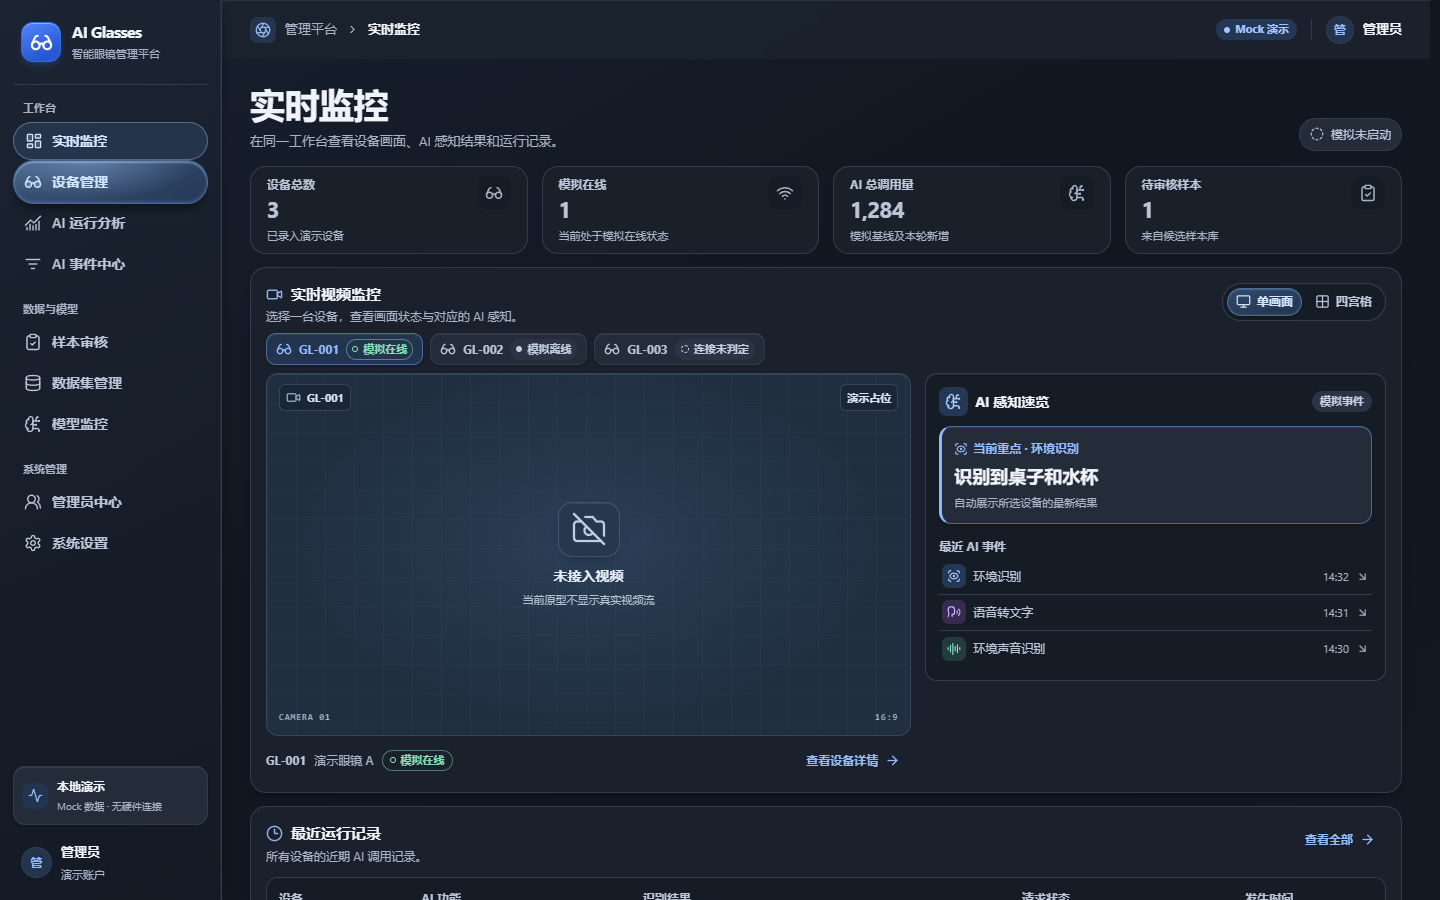 AI Glasses
智能眼镜管理平台
工作台
实时监控
设备管理
AI 运行分析
AI 事件中心
数据与模型
样本审核
数据集管理
模型监控
系统管理
管理员中心
系统设置
本地演示
Mock 数据 · 无硬件连接
管 管理员
演示账户
管理平台 > 实时监控
Mock 演示
管 管理员
实时监控
在同一工作台查看设备画面、AI 感知结果和运行记录。
模拟未启动
设备总数
3
已录入演示设备
模拟在线
1
当前处于模拟在线状态
AI 总调用量
1,284
模拟基线及本轮新增
待审核样本
1
来自候选样本库
实时视频监控
选择一台设备，查看画面状态与对应的 AI 感知。
单画面 四宫格
GL-001 模拟在线
GL-002 模拟离线
GL-003 连接未判定
GL-001
演示占位
未接入视频
当前原型不显示真实视频流
CAMERA 01
16:9
GL-001 演示眼镜 A 模拟在线
查看设备详情
AI 感知速览
模拟事件
当前重点 · 环境识别
识别到桌子和水杯
自动展示所选设备的最新结果
最近 AI 事件
环境识别 14:32
语音转文字 14:31
环境声音识别 14:30
最近运行记录
所有设备的近期 AI 调用记录。
查看全部
设备 AI 功能 识别结果 请求状态 发生时间